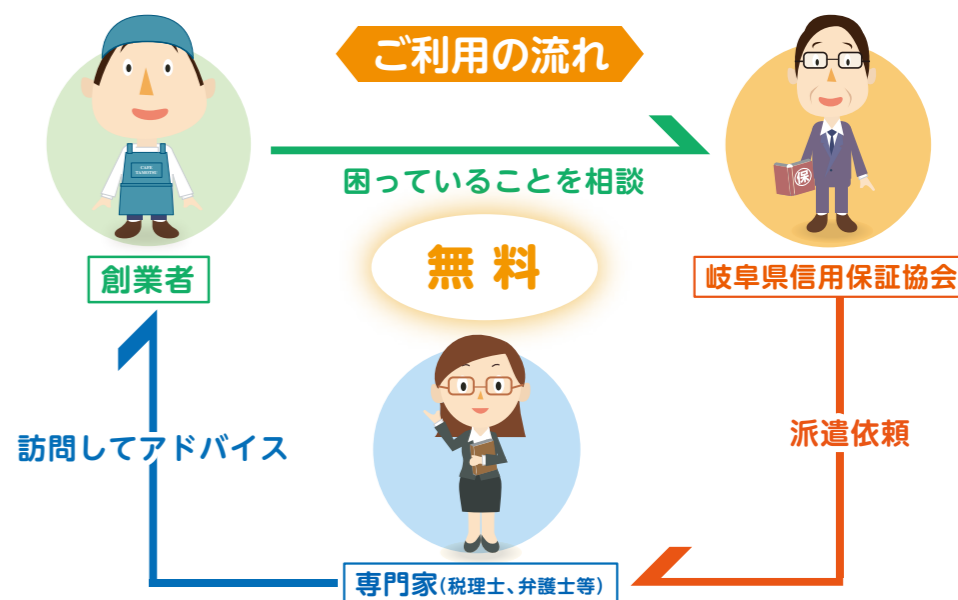 ご利用の流れ
困っていることを相談
保
無料
創業者
岐阜県信用保証協会
訪問してアドバイス
派遣依頼
専門家(税理士、弁護士等)